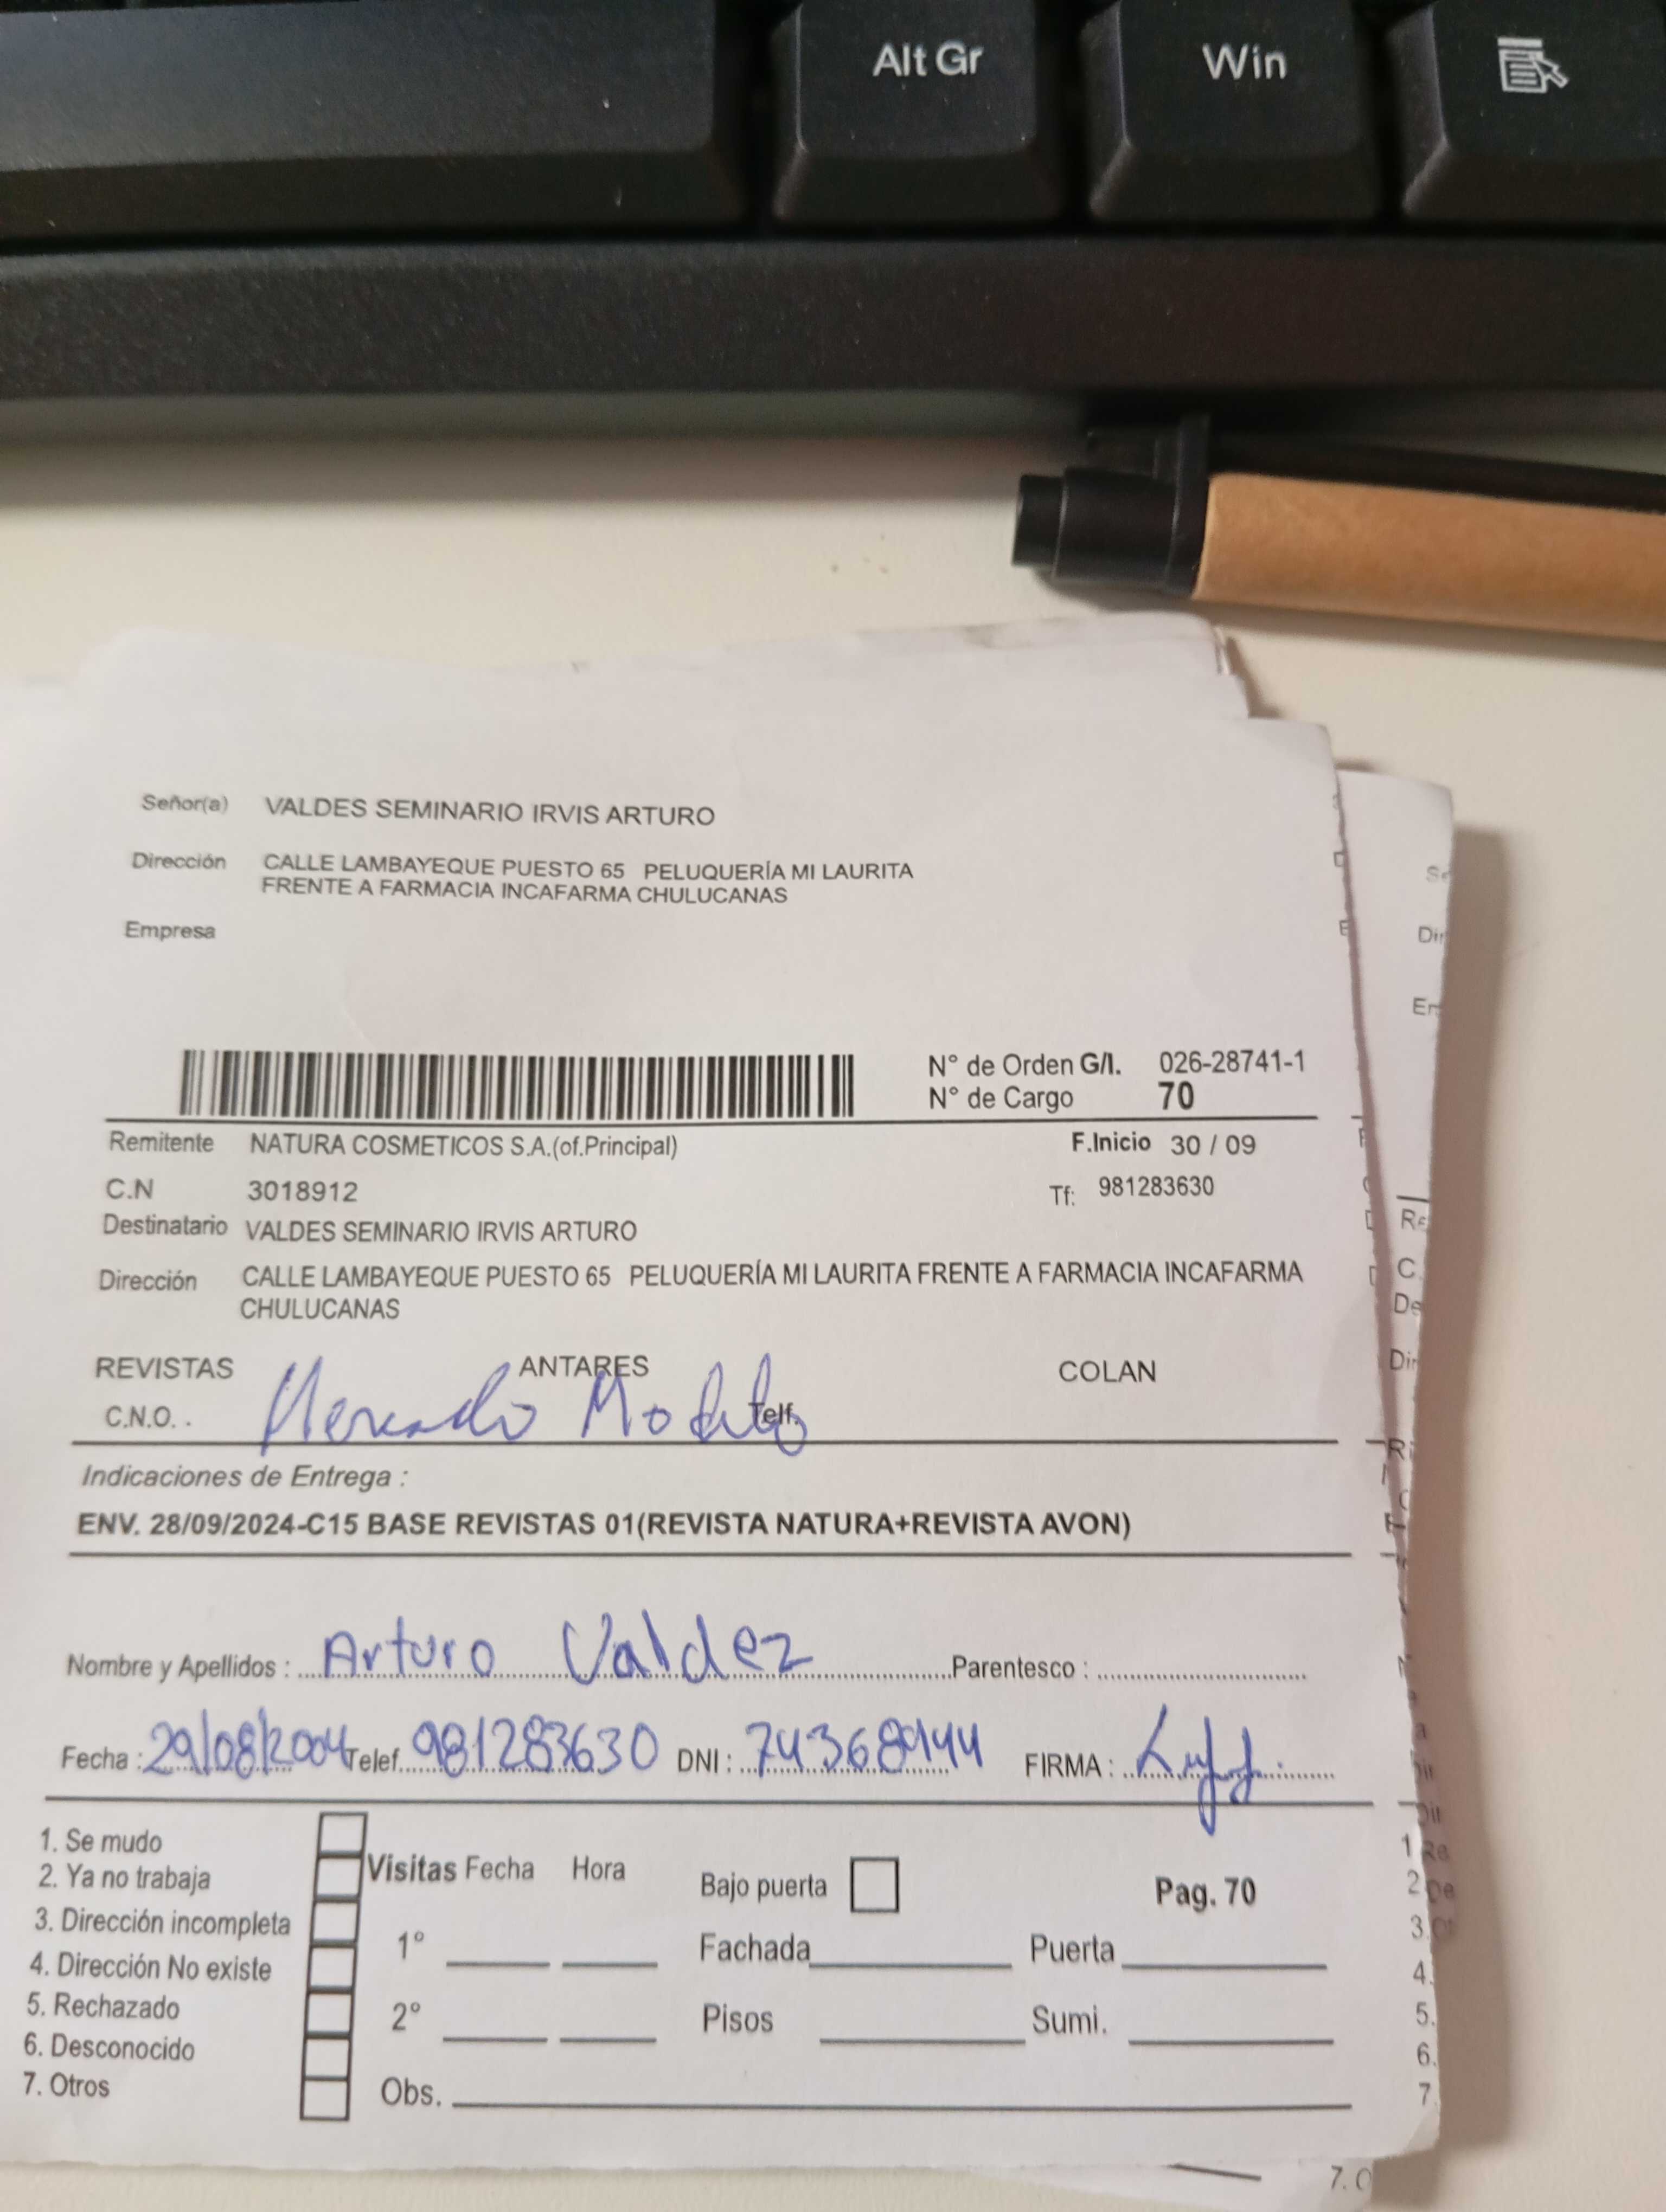 Alt Gr Win
Señor(a) VALDES SEMINARIO IRVIS ARTURO
Dirección CALLE LAMBAYEQUE PUESTO 65 PELUQUERÍA MI LAURITA
FRENTE A FARMACIA INCAFARMA CHULUCANAS
Empresa
N° de Orden G/I. 026-28741-1
N° de Cargo 70
Remitente NATURA COSMETICOS S.A.(of.Principal) F.Inicio 30 / 09
C.N 3018912 Tf: 981283630
Destinatario VALDES SEMINARIO IRVIS ARTURO
Dirección CALLE LAMBAYEQUE PUESTO 65 PELUQUERÍA MI LAURITA FRENTE A FARMACIA INCAFARMA
CHULUCANAS
REVISTAS ANTARES COLAN
C.N.O. . Mercado Modelo Telf.
Indicaciones de Entrega :
ENV. 28/09/2024-C15 BASE REVISTAS 01(REVISTA NATURA+REVISTA AVON)
Nombre y Apellidos : Arturo Valdez Parentesco :
Fecha : 29/08/2004 Telef. 981283630 DNI : 74368944 FIRMA :
1. Se mudo
2. Ya no trabaja
3. Dirección incompleta
4. Dirección No existe
5. Rechazado
6. Desconocido
7. Otros
Visitas Fecha Hora
1°
2°
Obs.
Bajo puerta Pag. 70
Fachada Puerta
Pisos Sumi.